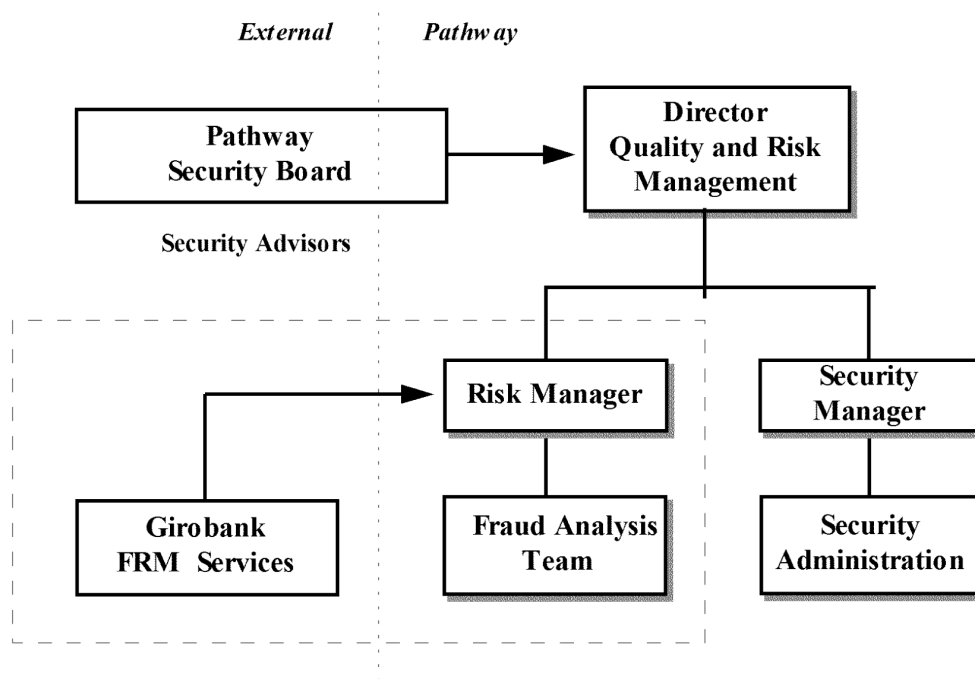 External
Pathway
Pathway
Security Board
Director
Quality and Risk
Management
Security Advisors
Risk Manager
Security
Manager
Girobank
FRM Services
Fraud Analysis
Team
Security
Administration